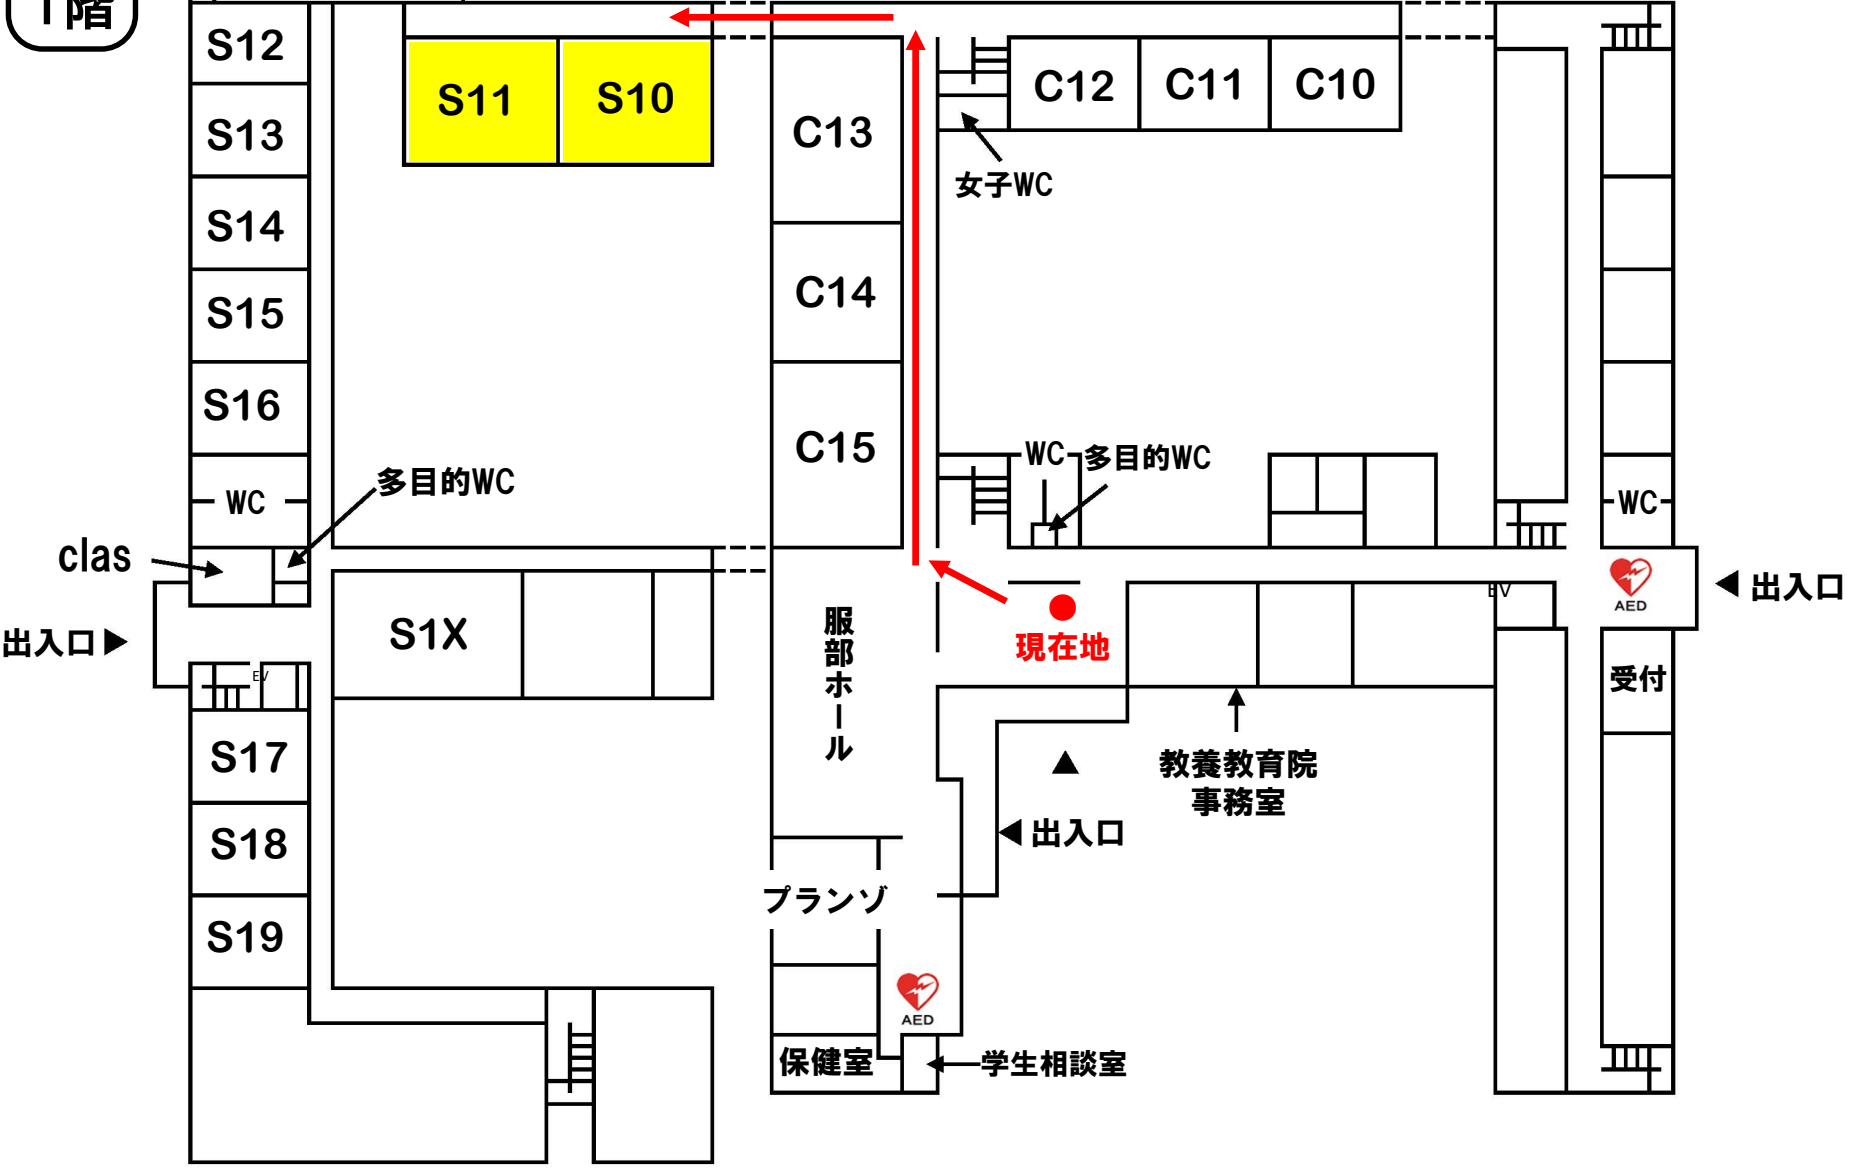 1階
S12
S11
S10
C12
C11
C10
S13
C13
女子WC
S14
C14
S15
S16
C15
WC
多目的WC
多目的WC
WC
WC
clas
EV
AED
出入口
現在地
出入口
S1X
服部ホール
EV
受付
S17
教養教育院
事務室
S18
出入口
プランゾ
S19
AED
保健室
学生相談室